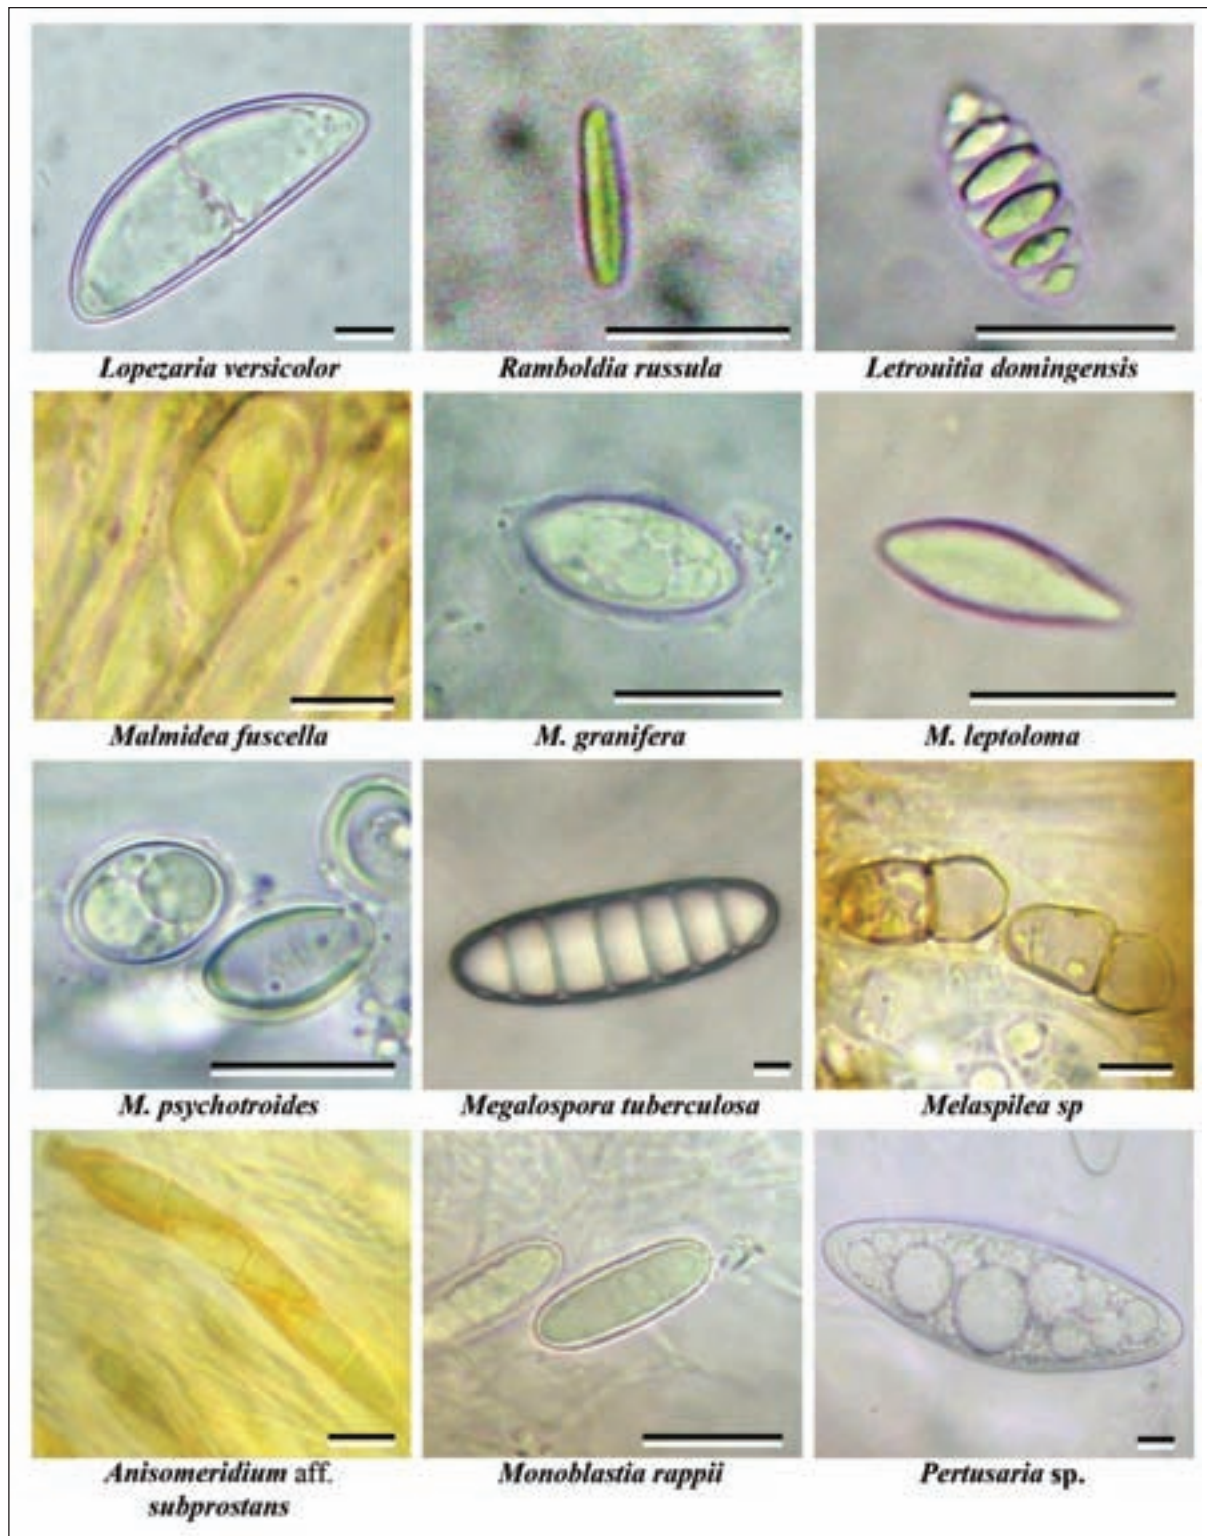 Lopezaria versicolor
Ramboldia russula
Letrouitia domingensis
Malmidea fuscella
M. granifera
M. leptoloma
M. psychotroides
Megalospora tuberculosa
Melaspilea sp
Anisomeridium aff.
subprostans
Monoblastia rappii
Pertusaria sp.